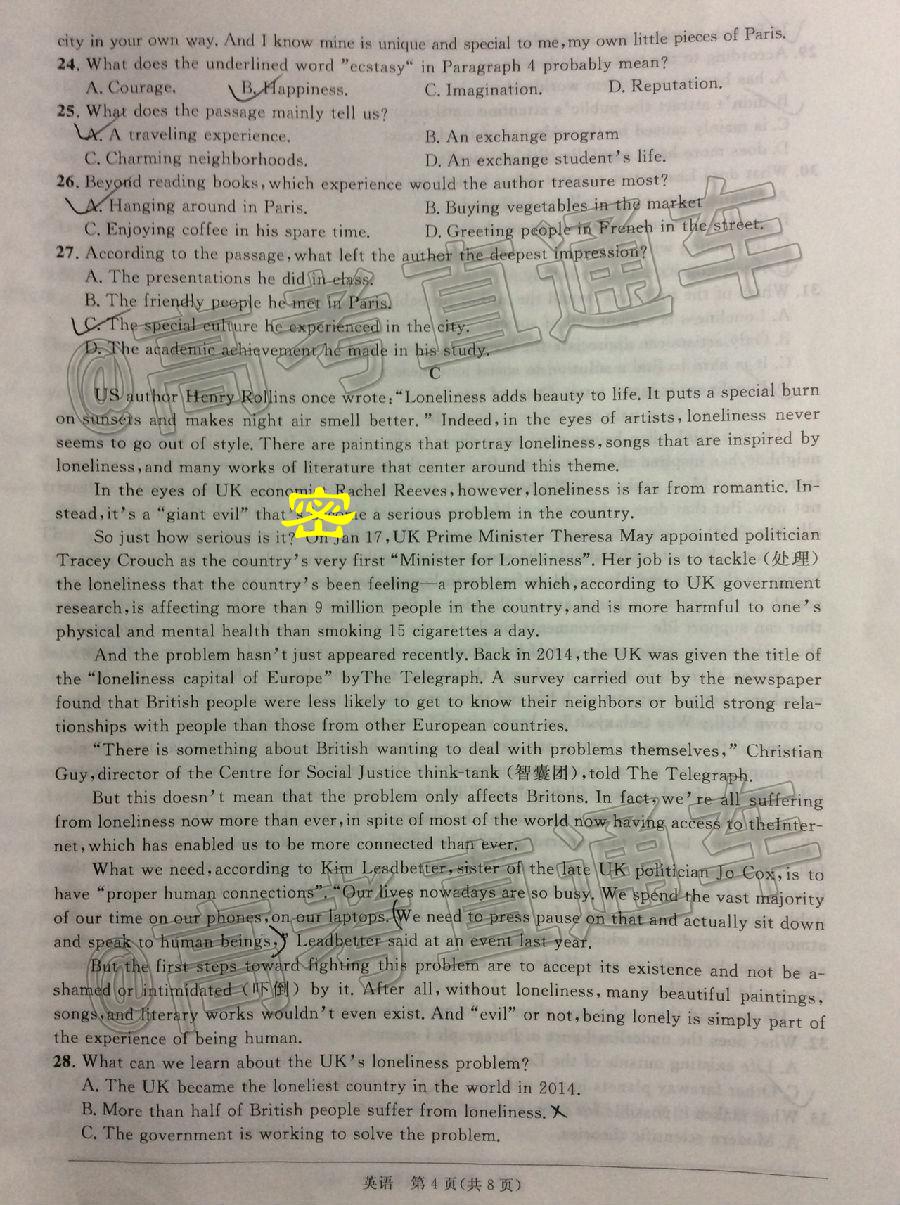 city in your own way. And I know mine is unique and special to me, my own little pieces of Paris.
24. What does the underlined word "ecstasy" in Paragraph 4 probably mean?
A. Courage. B. Happiness. C. Imagination. D. Reputation.
25. What does the passage mainly tell us?
A. A traveling experience. B. An exchange program
C. Charming neighborhoods. D. An exchange student's life.
26. Beyond reading books, which experience would the author treasure most?
A. Hanging around in Paris. B. Buying vegetables in the market
C. Enjoying coffee in his spare time. D. Greeting people in French in the street.
27. According to the passage, what left the author the deepest impression?
A. The presentations he did in class.
B. The friendly people he met in Paris.
C. The special culture he experienced in the city.
D. The academic achievement he made in his study.
@高考直通车
C
US author Henry Rollins once wrote: "Loneliness adds beauty to life. It puts a special burn
on sunsets and makes night air smell better." Indeed, in the eyes of artists, loneliness never
seems to go out of style. There are paintings that portray loneliness, songs that are inspired by
loneliness, and many works of literature that center around this theme.
In the eyes of UK economist Rachel Reeves, however, loneliness is far from romantic. In-
stead, it's a "giant evil" that's a serious problem in the country.
密
So just how serious is it? On Jan 17, UK Prime Minister Theresa May appointed politician
Tracey Crouch as the country's very first "Minister for Loneliness". Her job is to tackle (处理)
the loneliness that the country's been feeling—a problem which, according to UK government
research, is affecting more than 9 million people in the country, and is more harmful to one's
physical and mental health than smoking 15 cigarettes a day.
And the problem hasn't just appeared recently. Back in 2014, the UK was given the title of
the "loneliness capital of Europe" byThe Telegraph. A survey carried out by the newspaper
found that British people were less likely to get to know their neighbors or build strong rela-
tionships with people than those from other European countries.
"There is something about British wanting to deal with problems themselves," Christian
Guy, director of the Centre for Social Justice think-tank (智囊团), told The Telegraph.
But this doesn't mean that the problem only affects Britons. In fact, we're all suffering
from loneliness now more than ever, in spite of most of the world now having access to theInter-
net, which has enabled us to be more connected than ever.
What we need, according to Kim Leadbetter, sister of the late UK politician Jo Cox, is to
have "proper human connections". "Our lives nowadays are so busy. We spend the vast majority
of our time on our phones, on our laptops. We need to press pause on that and actually sit down
and speak to human beings," Leadbetter said at an event last year.
@高考直通车
But the first steps toward fighting this problem are to accept its existence and not be a-
shamed or intimidated (吓倒) by it. After all, without loneliness, many beautiful paintings,
songs, and literary works wouldn't even exist. And "evil" or not, being lonely is simply part of
the experience of being human.
28. What can we learn about the UK's loneliness problem?
A. The UK became the loneliest country in the world in 2014.
B. More than half of British people suffer from loneliness.
C. The government is working to solve the problem.
英语 第4页(共8页)